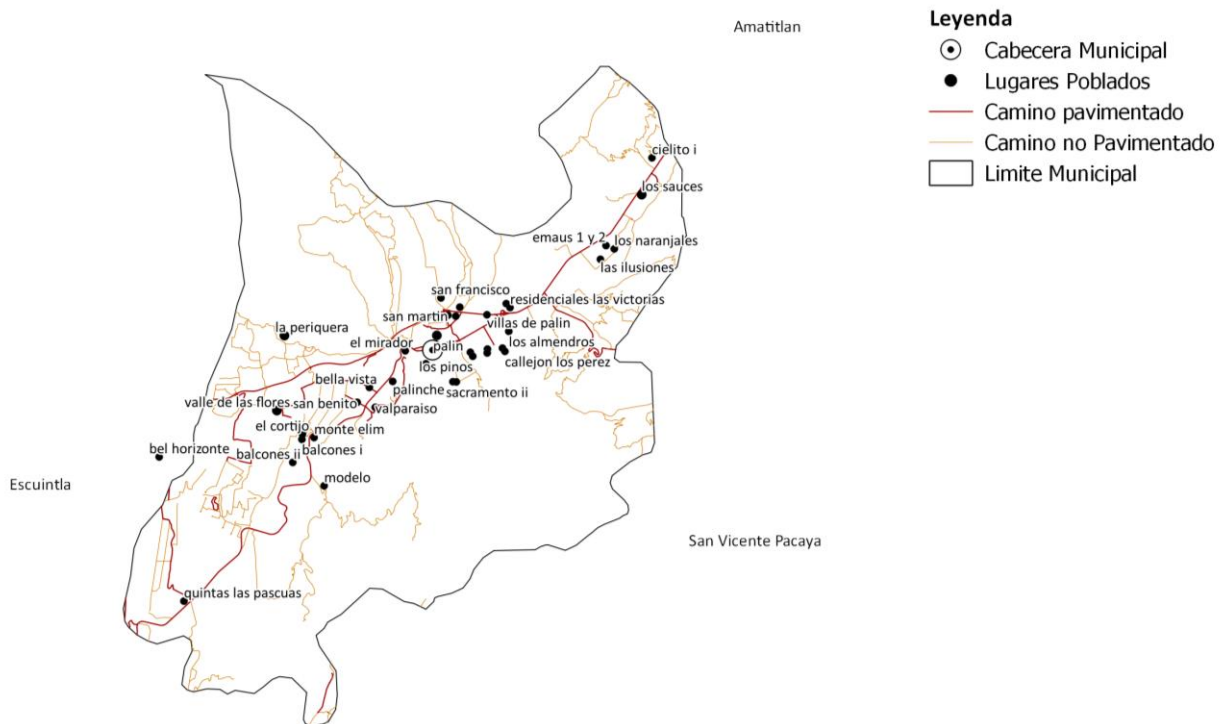 Amatitlan
Leyenda
Cabecera Municipal
Lugares Poblados
Camino pavimentado
Camino no Pavimentado
Limite Municipal
cielito i
los sauces
emaus 1 y 2
los naranjales
las ilusiones
san francisco
residenciales las victorias
san martin
villas de palin
la periquera
el mirador
palin
los almendros
callejon los perez
los pinos
bella vista
palinche
sacramento ii
valle de las flores
san benito
valparaiso
el cortijo
monte elim
bel horizonte
balcones ii
balcones i
modelo
Escuintla
San Vicente Pacaya
quintas las pascuas